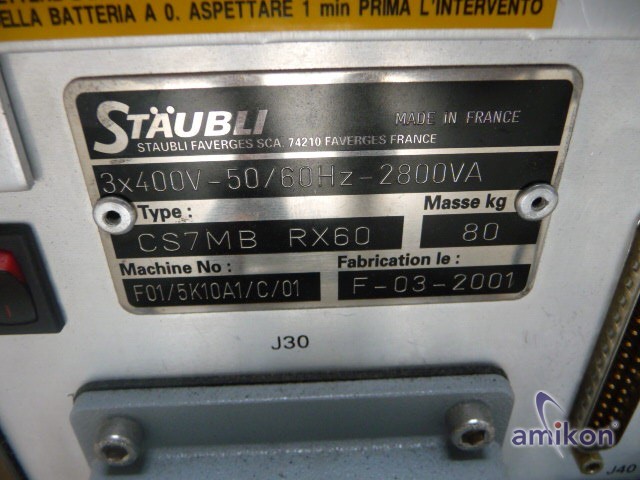 ELLA BATTERIA A 0. ASPETTARE 1 min PRIMA L'INTERVENTO
STÄUBLI
MADE IN FRANCE
STAUBLI FAVERGES SCA. 74210 FAVERGES FRANCE
3x400V-50/60Hz-2800VA
Type :
Masse kg
CS7MB RX60
80
Machine No :
Fabrication le :
F01/5K10A1/C/01
F-03-2001
J30
amikon
J40